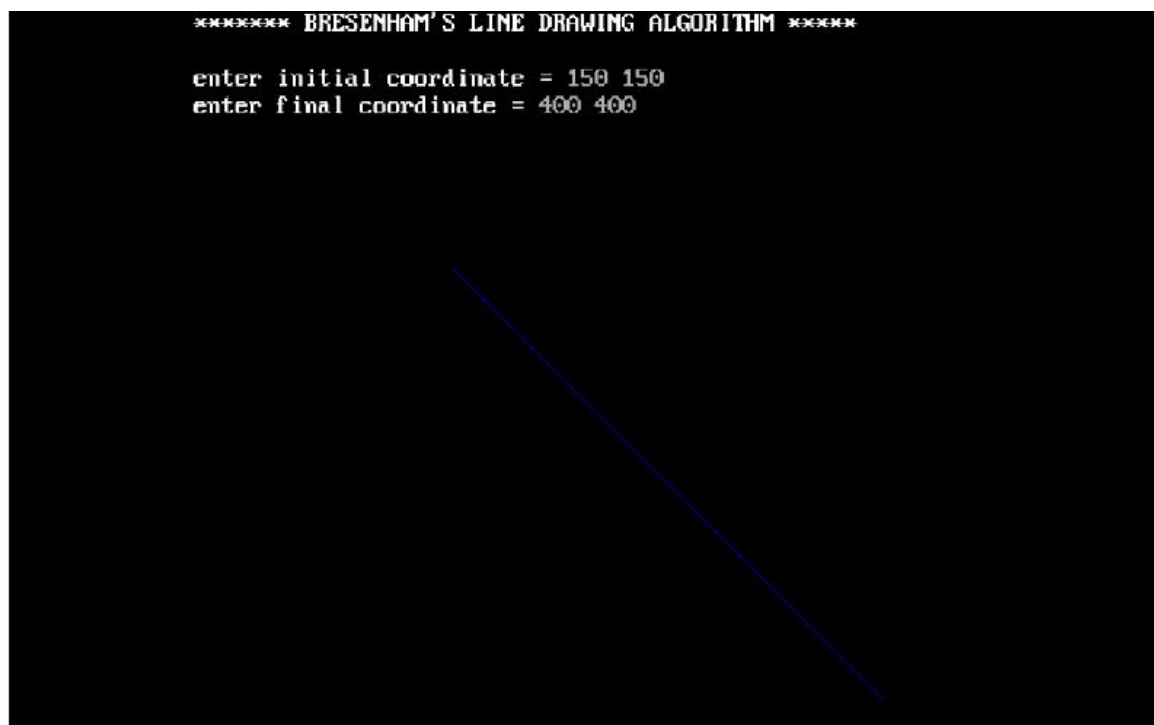 ******* BRESENHAM'S LINE DRAWING ALGORITHM *****
enter initial coordinate = 150 150
enter final coordinate = 400 400